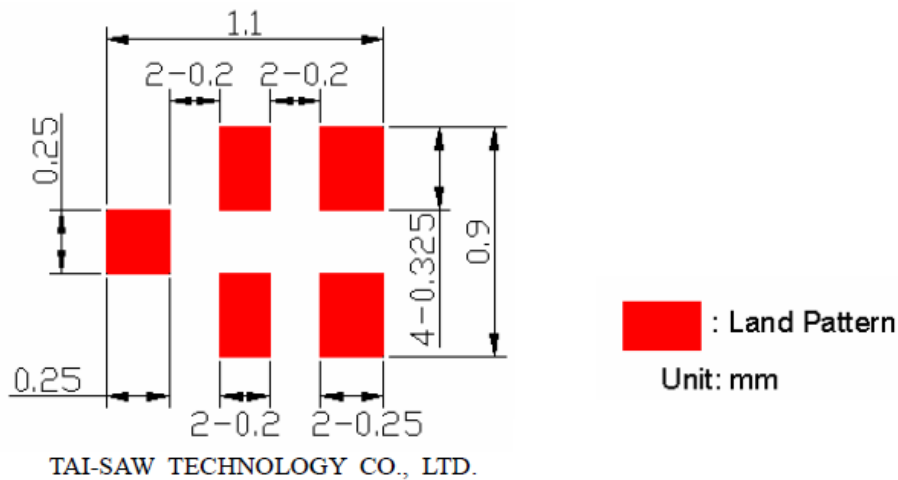 1.1
2-0.2 2-0.2
0.25
4-0.325
0.9
: Land Pattern
Unit: mm
0.25
2-0.2 2-0.25
TAI-SAW TECHNOLOGY CO., LTD.